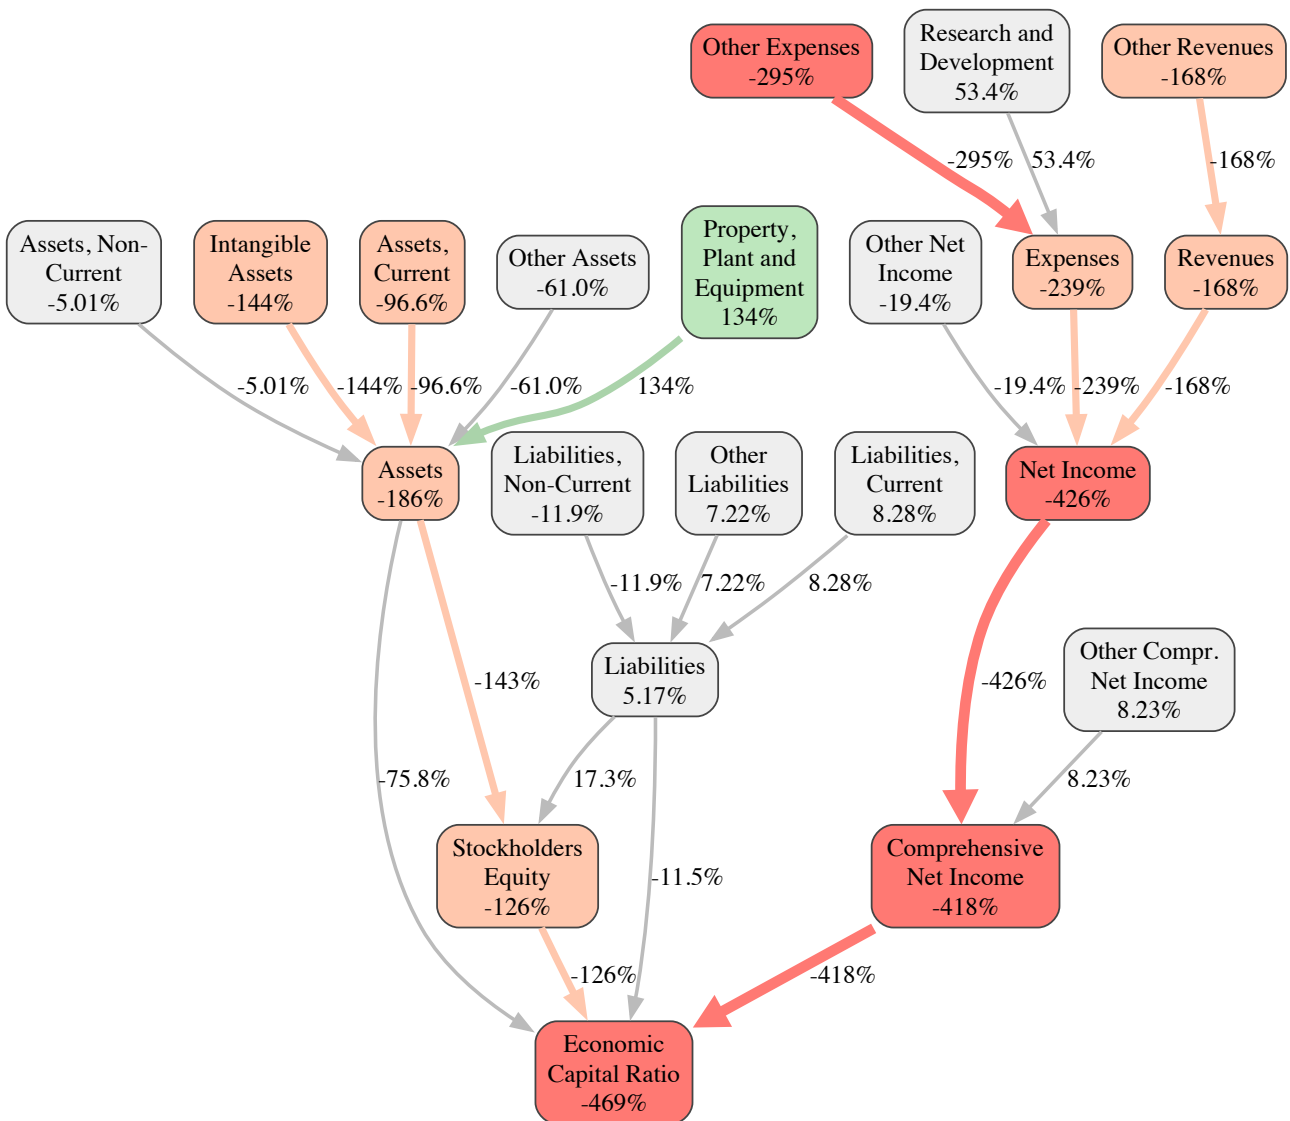 Other Expenses
-295%
Research and
Development
53.4%
Other Revenues
-168%
-295%
53.4%
-168%
Assets, Non-
Current
-5.01%
Intangible
Assets
-144%
Assets,
Current
-96.6%
Other Assets
-61.0%
Property,
Plant and
Equipment
134%
Other Net
Income
-19.4%
Expenses
-239%
Revenues
-168%
-5.01%
-144%
-96.6%
-61.0%
134%
-19.4%
-239%
-168%
Assets
-186%
Liabilities,
Non-Current
-11.9%
Other
Liabilities
7.22%
Liabilities,
Current
8.28%
Net Income
-426%
-11.9%
7.22%
8.28%
-143%
Liabilities
5.17%
-426%
Other Compr.
Net Income
8.23%
-75.8%
17.3%
8.23%
Stockholders
Equity
-126%
-11.5%
Comprehensive
Net Income
-418%
-126%
-418%
Economic
Capital Ratio
-469%